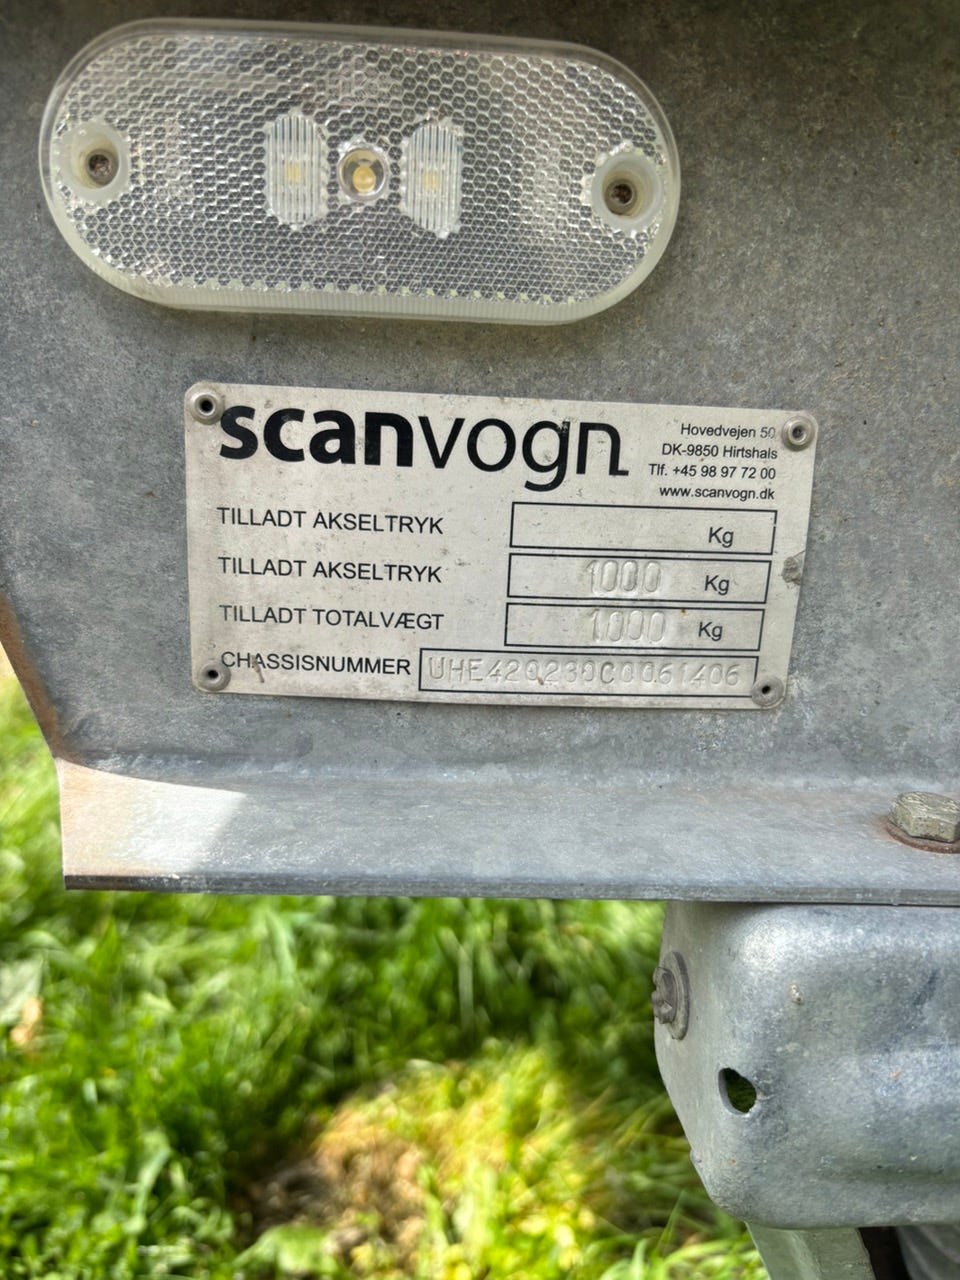 scanvogn
Hovedvejen 50
DK-9850 Hirtshals
Tlf. +45 98 97 72 00
www.scanvogn.dk
TILLADT AKSELTRYK Kg
TILLADT AKSELTRYK 1000 Kg
TILLADT TOTALVÆGT 1000 Kg
CHASSISNUMMER UHE420230C0061406